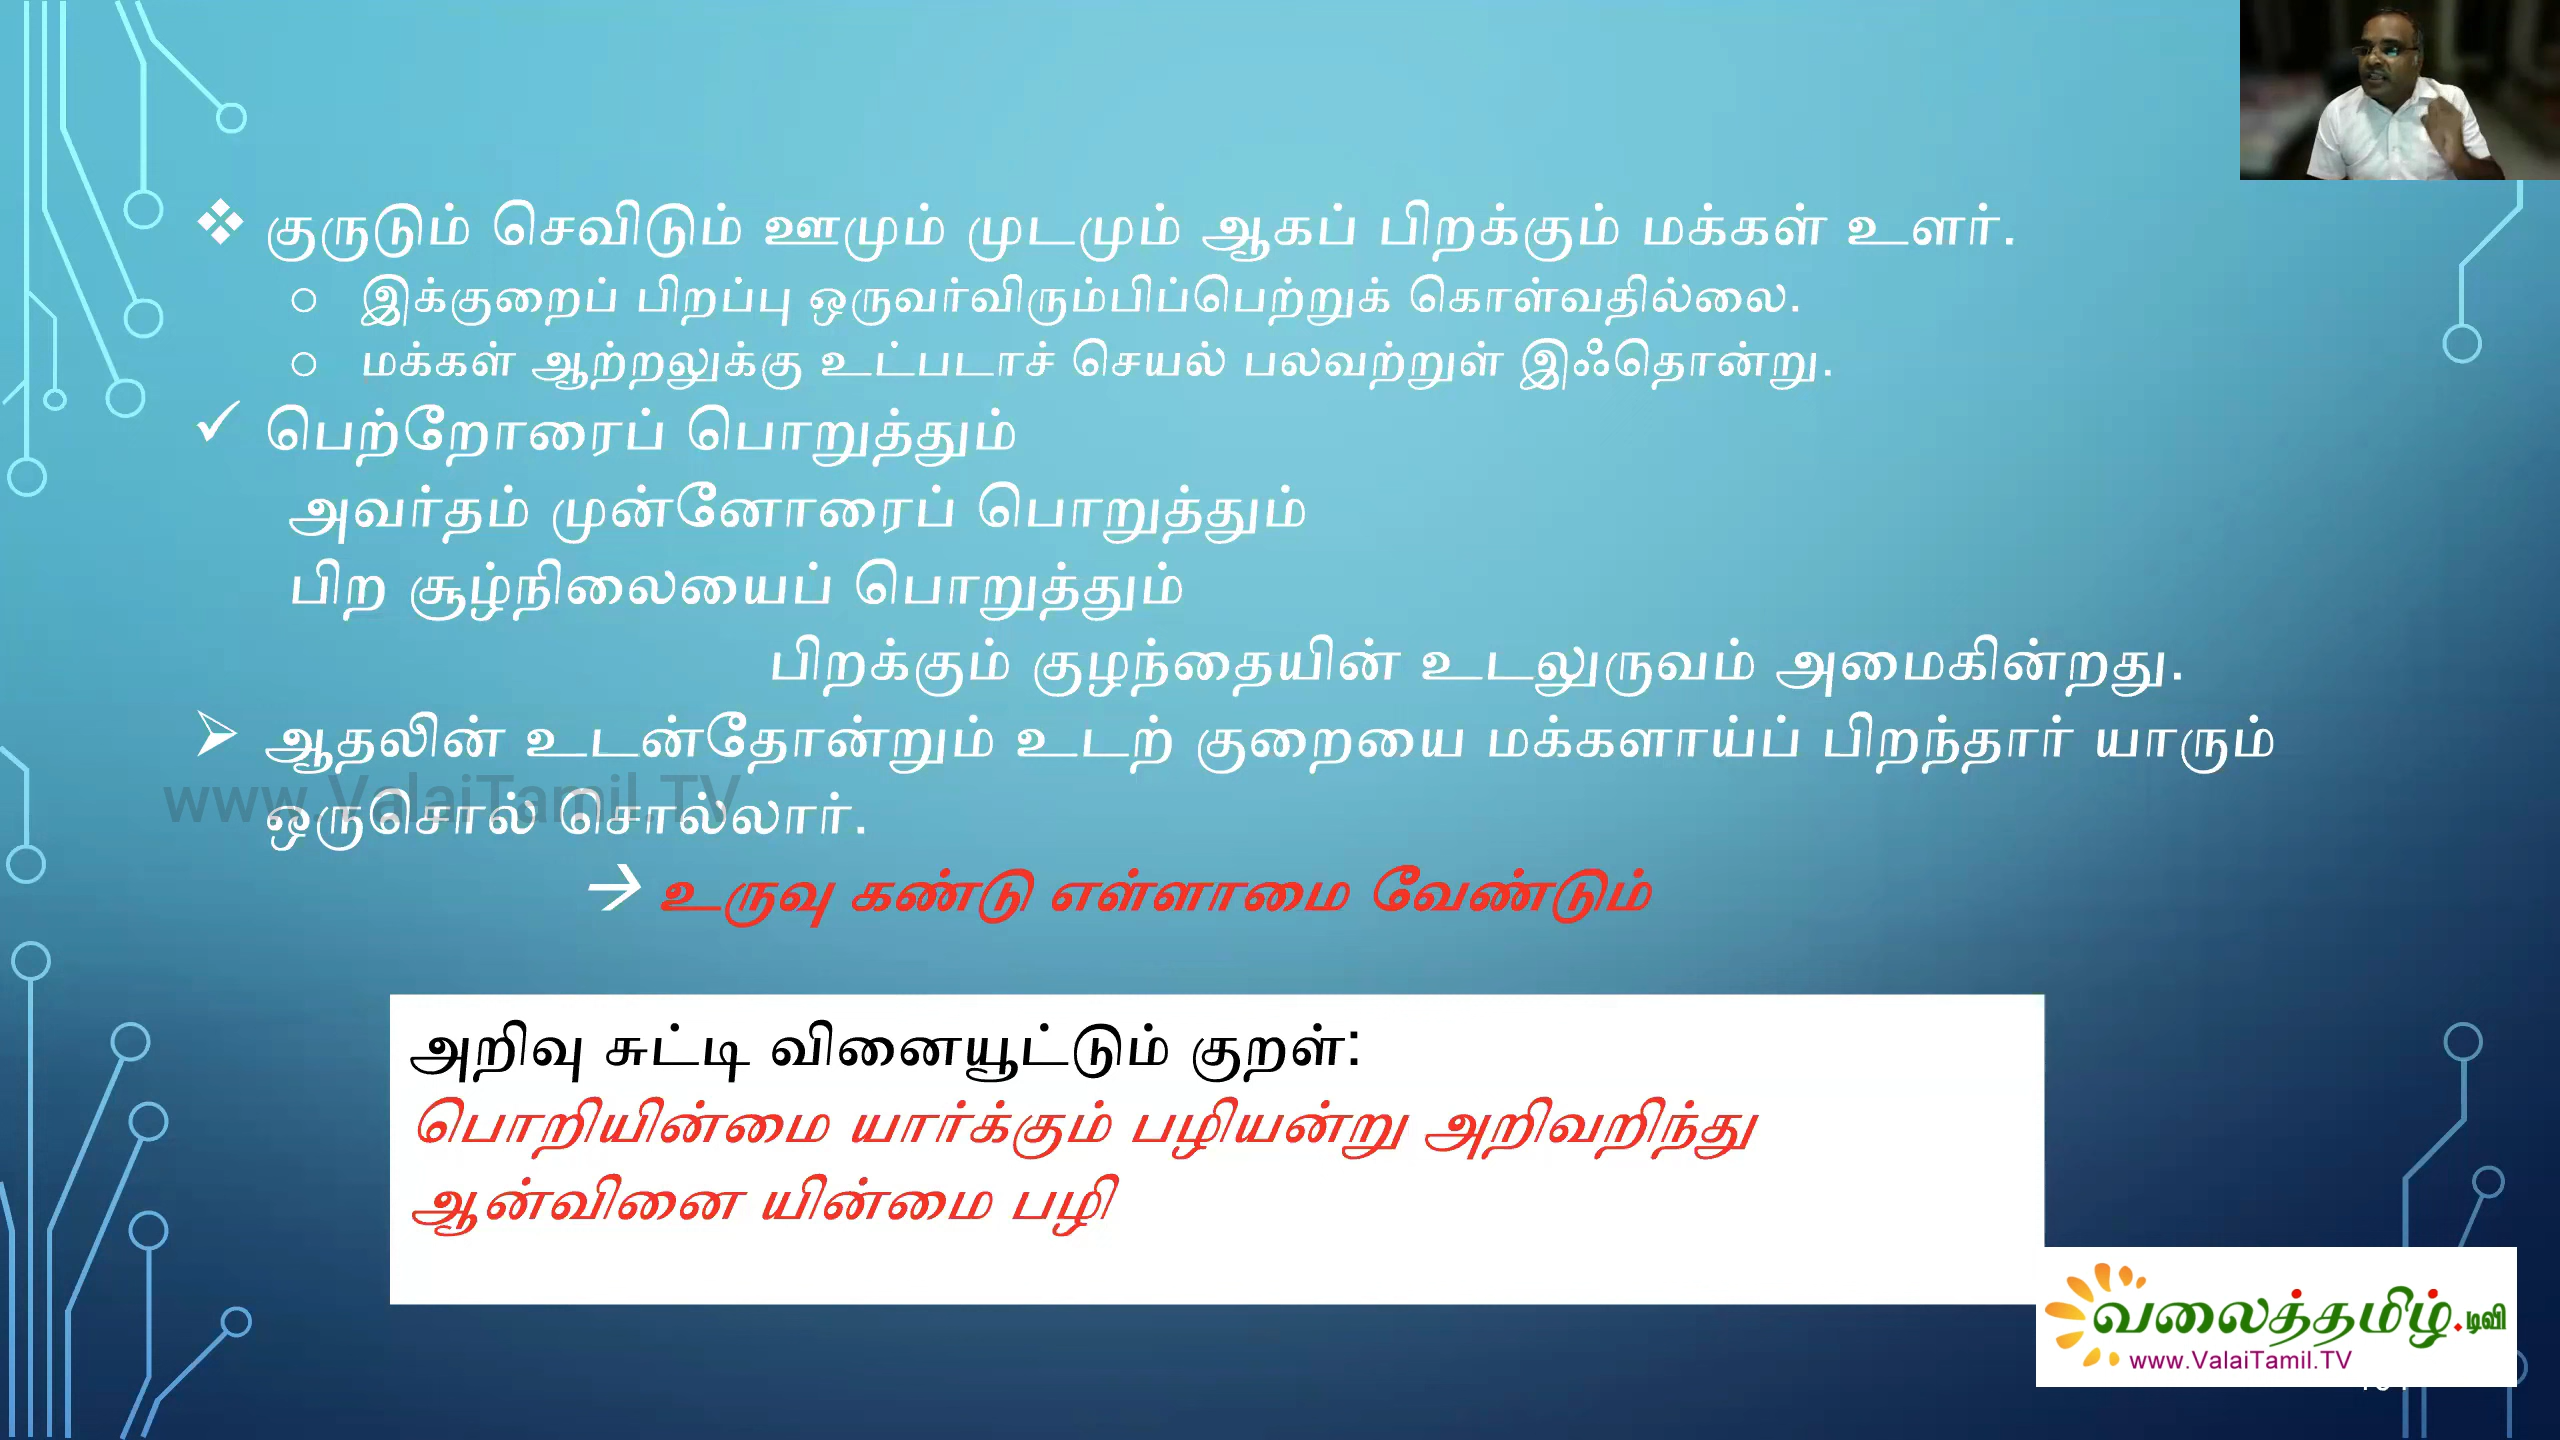 ❖ குருடும் செவிடும் ஊமும் முடமும் ஆகப் பிறக்கும் மக்கள் உளர்.
○ இக்குறைப் பிறப்பு ஒருவர்விரும்பிப்பெற்றுக் கொள்வதில்லை.
○ மக்கள் ஆற்றலுக்கு உட்படாச் செயல் பலவற்றுள் இஃதொன்று.
✓ பெற்றோரைப் பொறுத்தும்
அவர்தம் முன்னோரைப் பொறுத்தும்
பிற சூழ்நிலையைப் பொறுத்தும்
பிறக்கும் குழந்தையின் உடலுருவம் அமைகின்றது.
➢ ஆதலின் உடன்தோன்றும் உடற் குறையை மக்களாய்ப் பிறந்தார் யாரும்
ஒருசொல் சொல்லார்.
www.ValaiTamil.TV
→ உருவு கண்டு எள்ளாமை வேண்டும்
அறிவு சுட்டி வினையூட்டும் குறள்:
பொறியின்மை யார்க்கும் பழியன்று அறிவறிந்து
ஆன்வினை யின்மை பழி
வலைத்தமிழ்.டிவி
www.ValaiTamil.TV